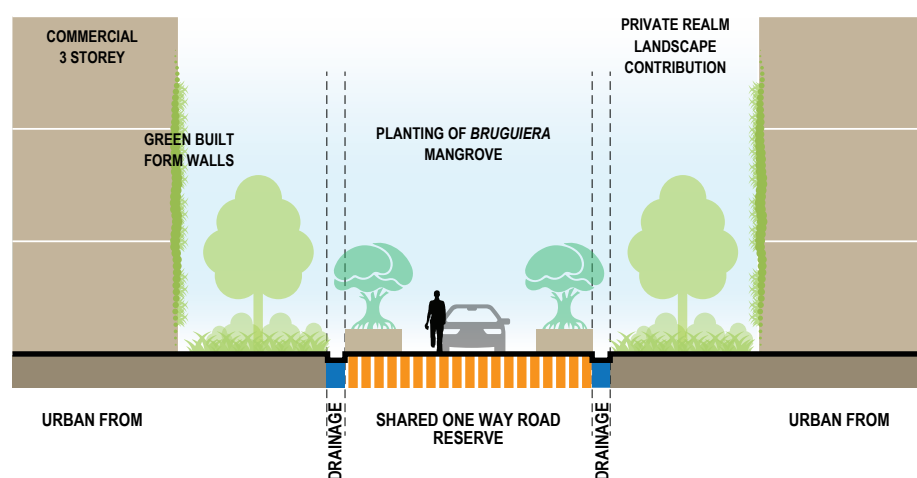 COMMERCIAL
3 STOREY
PRIVATE REALM
LANDSCAPE
CONTRIBUTION
GREEN BUILT
FORM WALLS
PLANTING OF BRUGUIERA
MANGROVE
URBAN FROM
DRAINAGE
SHARED ONE WAY ROAD
RESERVE
DRAINAGE
URBAN FROM